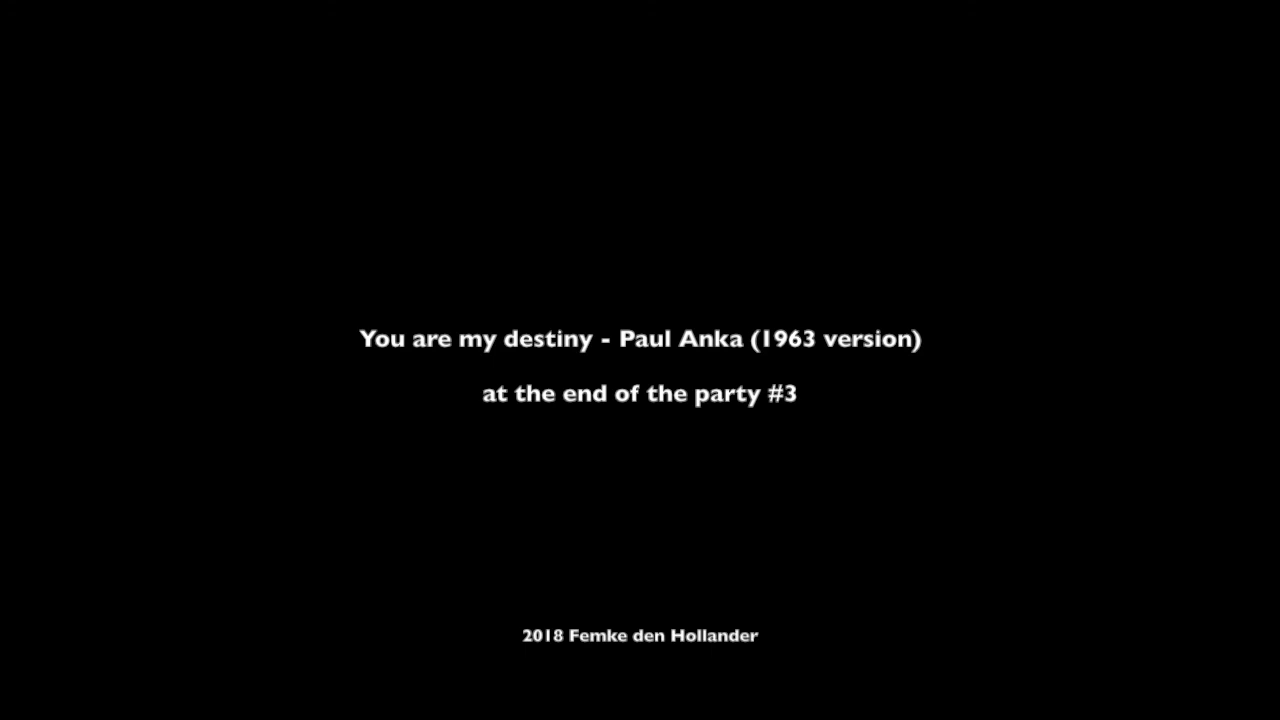 You are my destiny - Paul Anka (1963 version)
at the end of the party #3
2018 Femke den Hollander